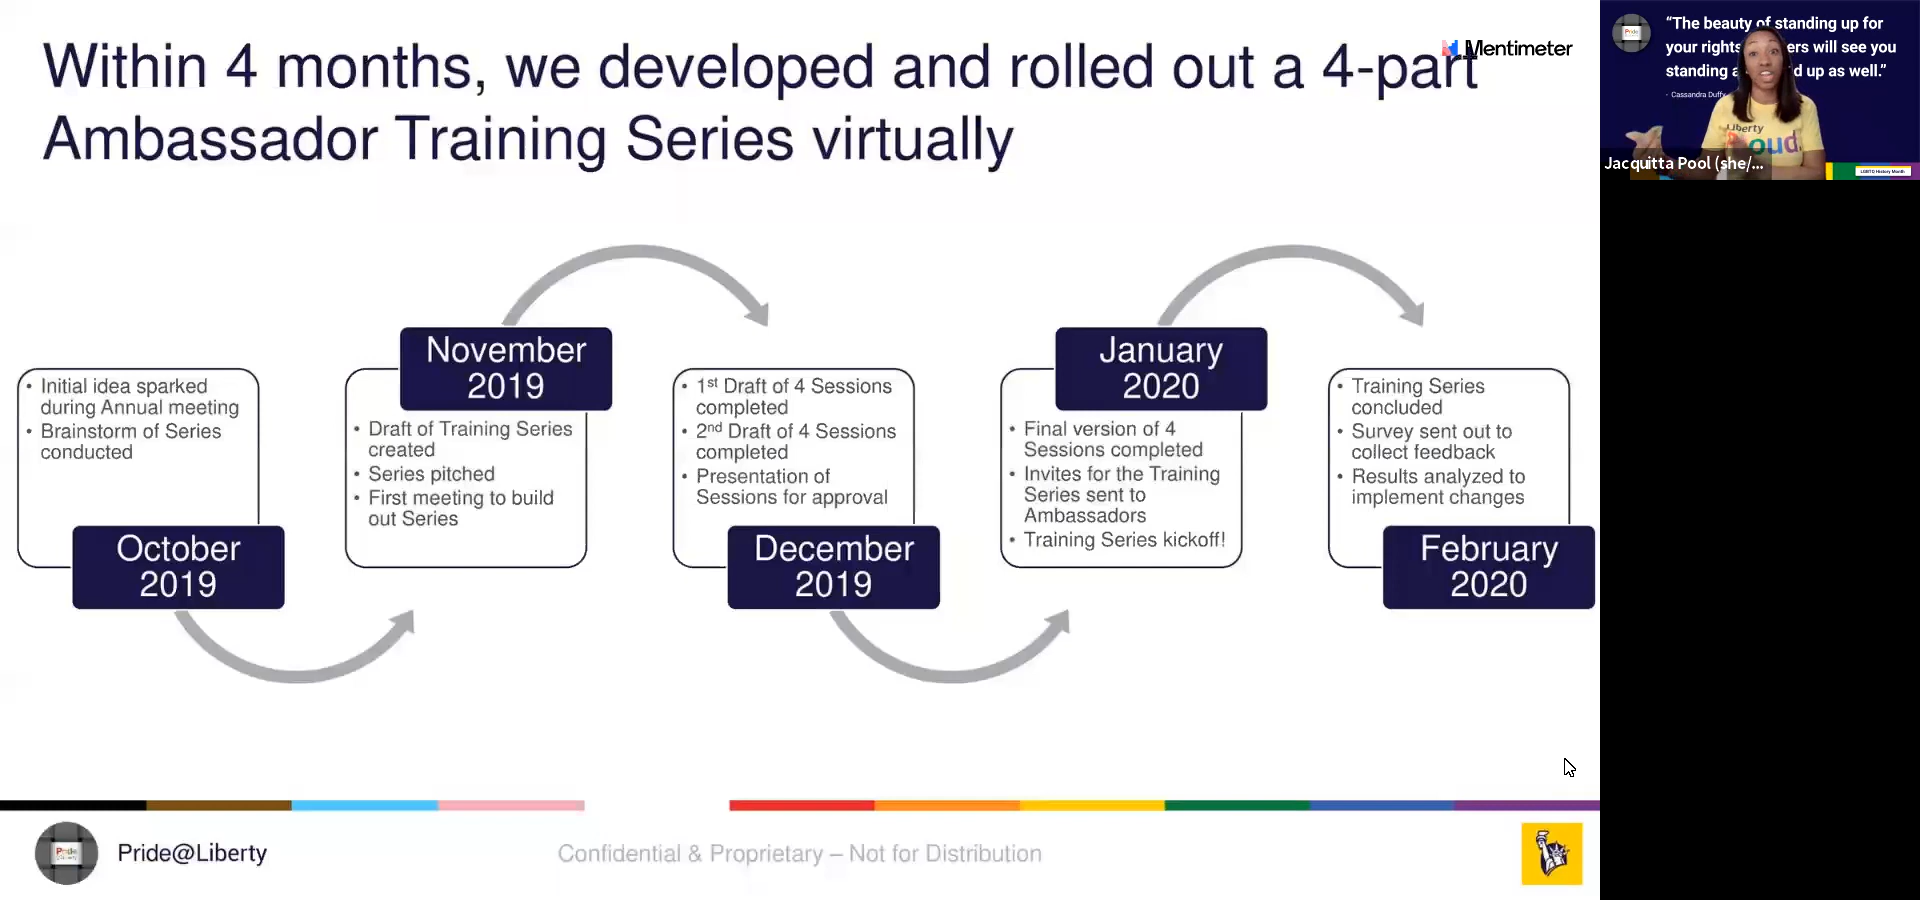 Within 4 months, we developed and rolled out a 4-part
Ambassador Training Series virtually
Mentimeter
• Initial idea sparked
during Annual meeting
• Brainstorm of Series
conducted
October
2019
November
2019
• Draft of Training Series
created
• Series pitched
• First meeting to build
out Series
• 1st Draft of 4 Sessions
completed
• 2nd Draft of 4 Sessions
completed
• Presentation of
Sessions for approval
December
2019
January
2020
• Final version of 4
Sessions completed
• Invites for the Training
Series sent to
Ambassadors
• Training Series kickoff!
• Training Series
concluded
• Survey sent out to
collect feedback
• Results analyzed to
implement changes
February
2020
Pride@Liberty
Confidential & Proprietary – Not for Distribution
“The beauty of standing up for
your rights ers will see you
standing a d up as well.”
- Cassandra Duffy
Liberty
oud.
Jacquitta Pool (she/...
LGBTQ History Month